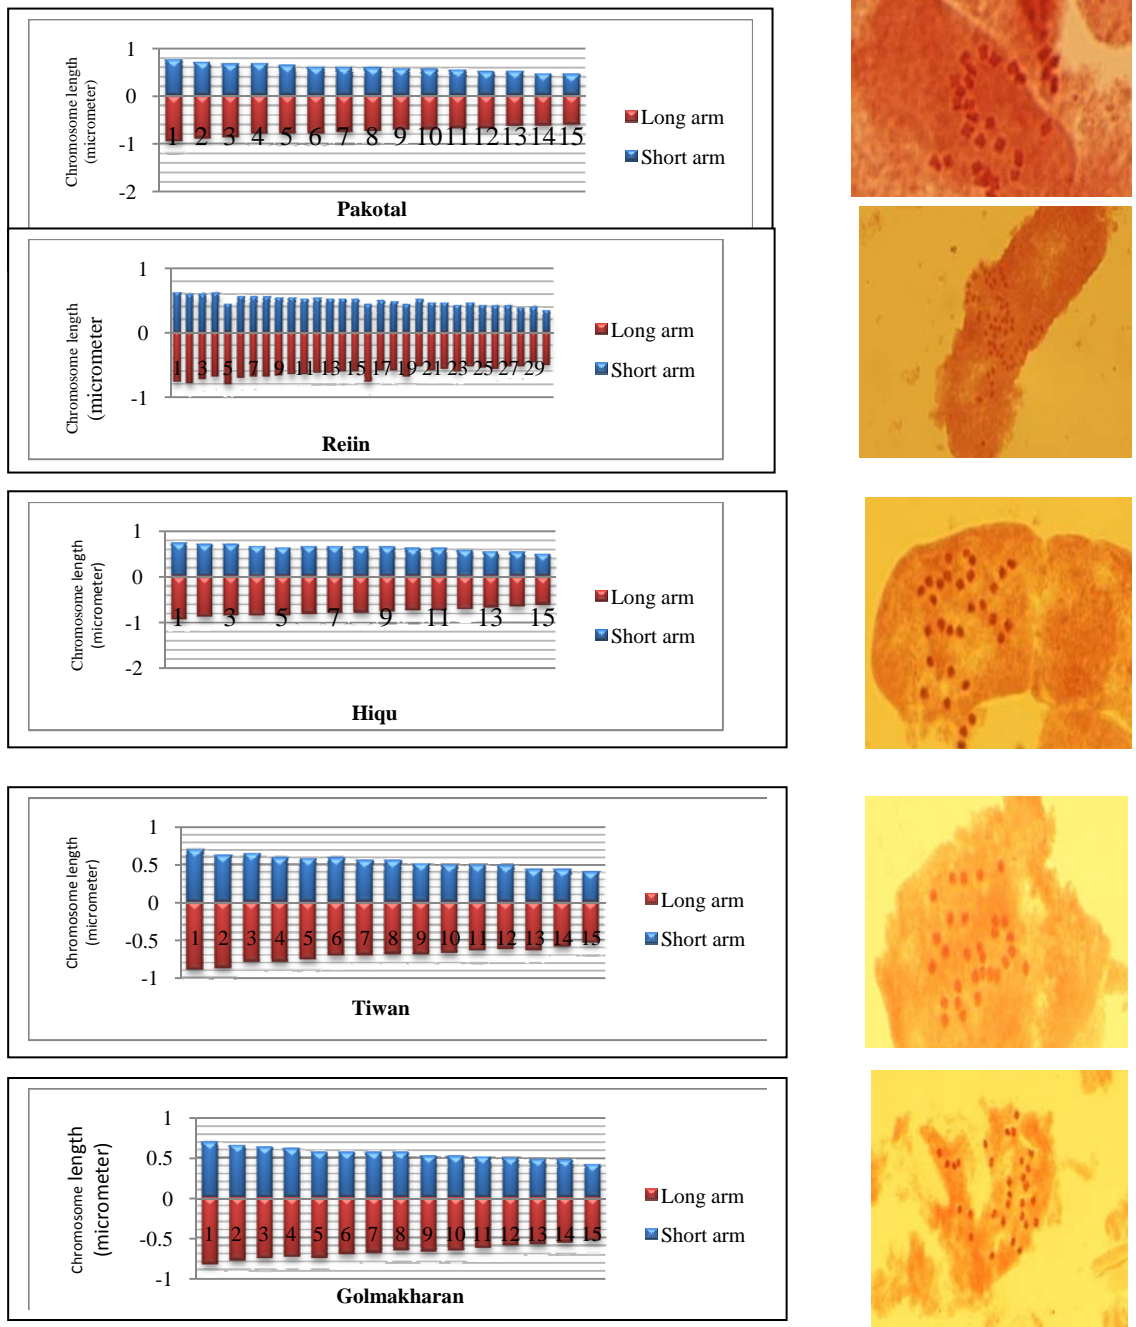 Chromosome length
(micrometer)
1
0
-1
-2
1 2 3 4 5 6 7 8 9 10 11 12 13 14 15
Long arm
Short arm
Pakotal
Chromosome length
(micrometer
1
0
-1
1 3 5 7 9 11 13 15 17 19 21 23 25 27 29
Long arm
Short arm
Reiin
Chromosome length
(micrometer)
1
0
-1
-2
1 3 5 7 9 11 13 15
Long arm
Short arm
Hiqu
Chromosome length
(micrometer)
1
0.5
0
-0.5
-1
1 2 3 4 5 6 7 8 9 10 11 12 13 14 15
Long arm
Short arm
Tiwan
Chromosome length
(micrometer)
1
0.5
0
-0.5
-1
1 2 3 4 5 6 7 8 9 10 11 12 13 14 15
Long arm
Short arm
Golmakharan